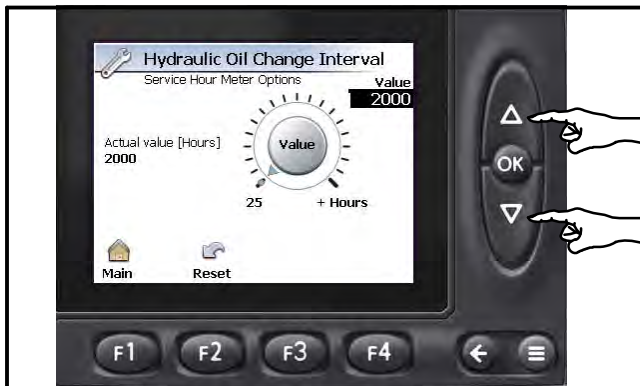 Hydraulic Oil Change Interval
Service Hour Meter Options
Value
2000
Actual value [Hours]
2000
Value
25
+ Hours
Main
Reset
OK
F1
F2
F3
F4